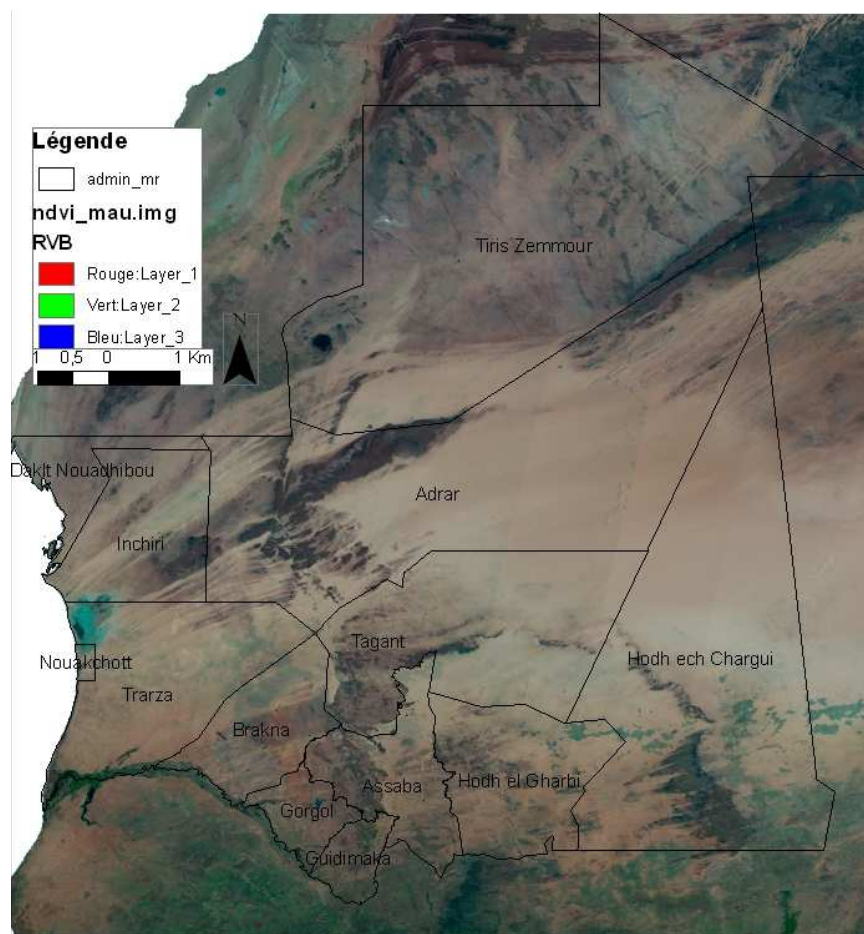 Légende
admin_mr
ndvi_mau.img
RVB
Rouge:Layer_1
Vert:Layer_2
Bleu:Layer_3
1 0,5 0 1 Km
N
Tiris Zemmour
Daklt Nouadhibou
Adrar
Inchiri
Tagant
Nouakchott
Hodh ech Chargui
Trarza
Brakna
Assaba
Hodh el Gharbi
Gorgol
Guidimaka